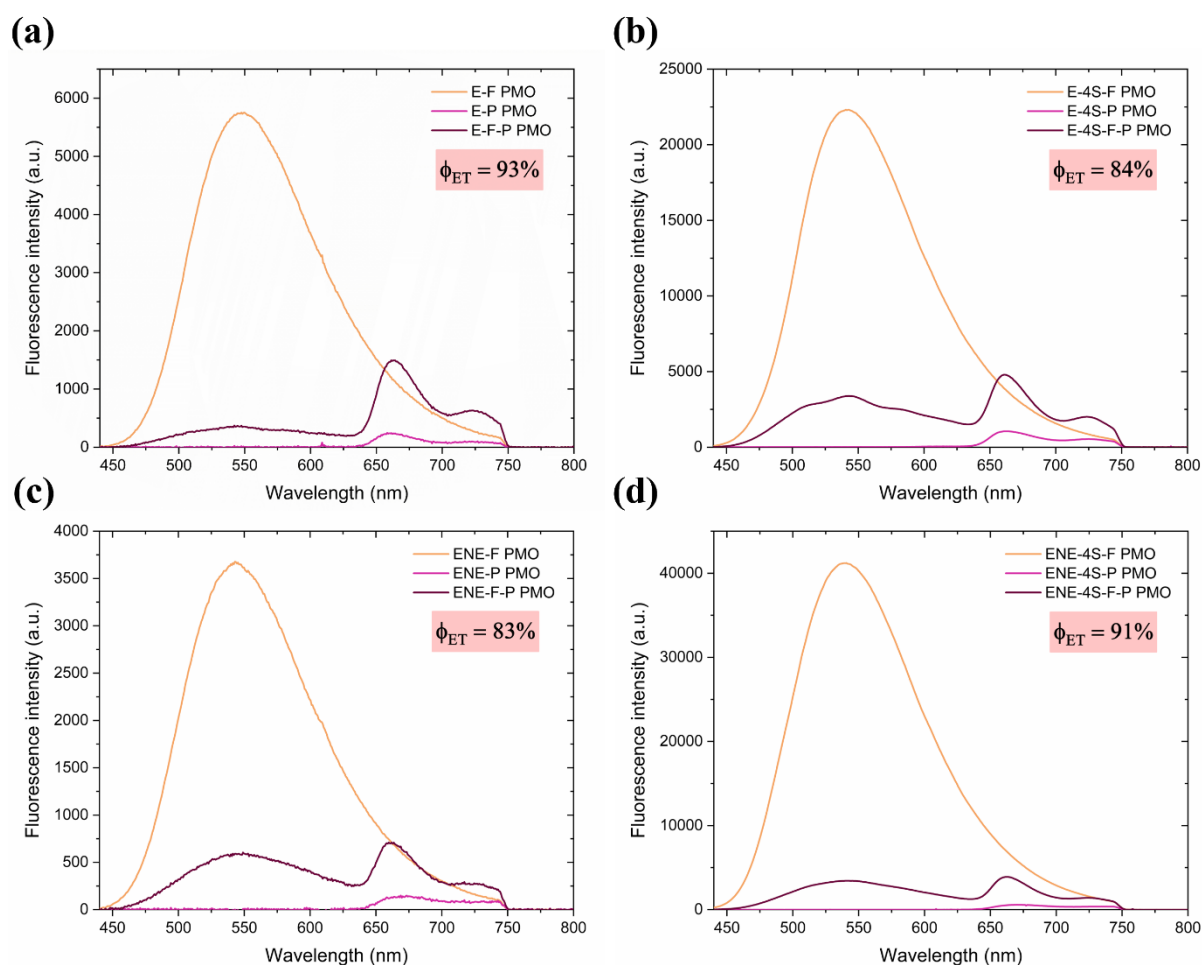 (a)
6000
5000
4000
3000
2000
1000
0
Fluorescence intensity (a.u.)
E-F PMO
E-P PMO
E-F-P PMO
ϕET = 93%
450 500 550 600 650 700 750 800
Wavelength (nm)
(b)
25000
20000
15000
10000
5000
0
Fluorescence intensity (a.u.)
E-4S-F PMO
E-4S-P PMO
E-4S-F-P PMO
ϕET = 84%
450 500 550 600 650 700 750 800
Wavelength (nm)
(c)
4000
3500
3000
2500
2000
1500
1000
500
0
Fluorescence intensity (a.u.)
ENE-F PMO
ENE-P PMO
ENE-F-P PMO
ϕET = 83%
450 500 550 600 650 700 750 800
Wavelength (nm)
(d)
40000
30000
20000
10000
0
Fluorescence intensity (a.u.)
ENE-4S-F PMO
ENE-4S-P PMO
ENE-4S-F-P PMO
ϕET = 91%
450 500 550 600 650 700 750 800
Wavelength (nm)